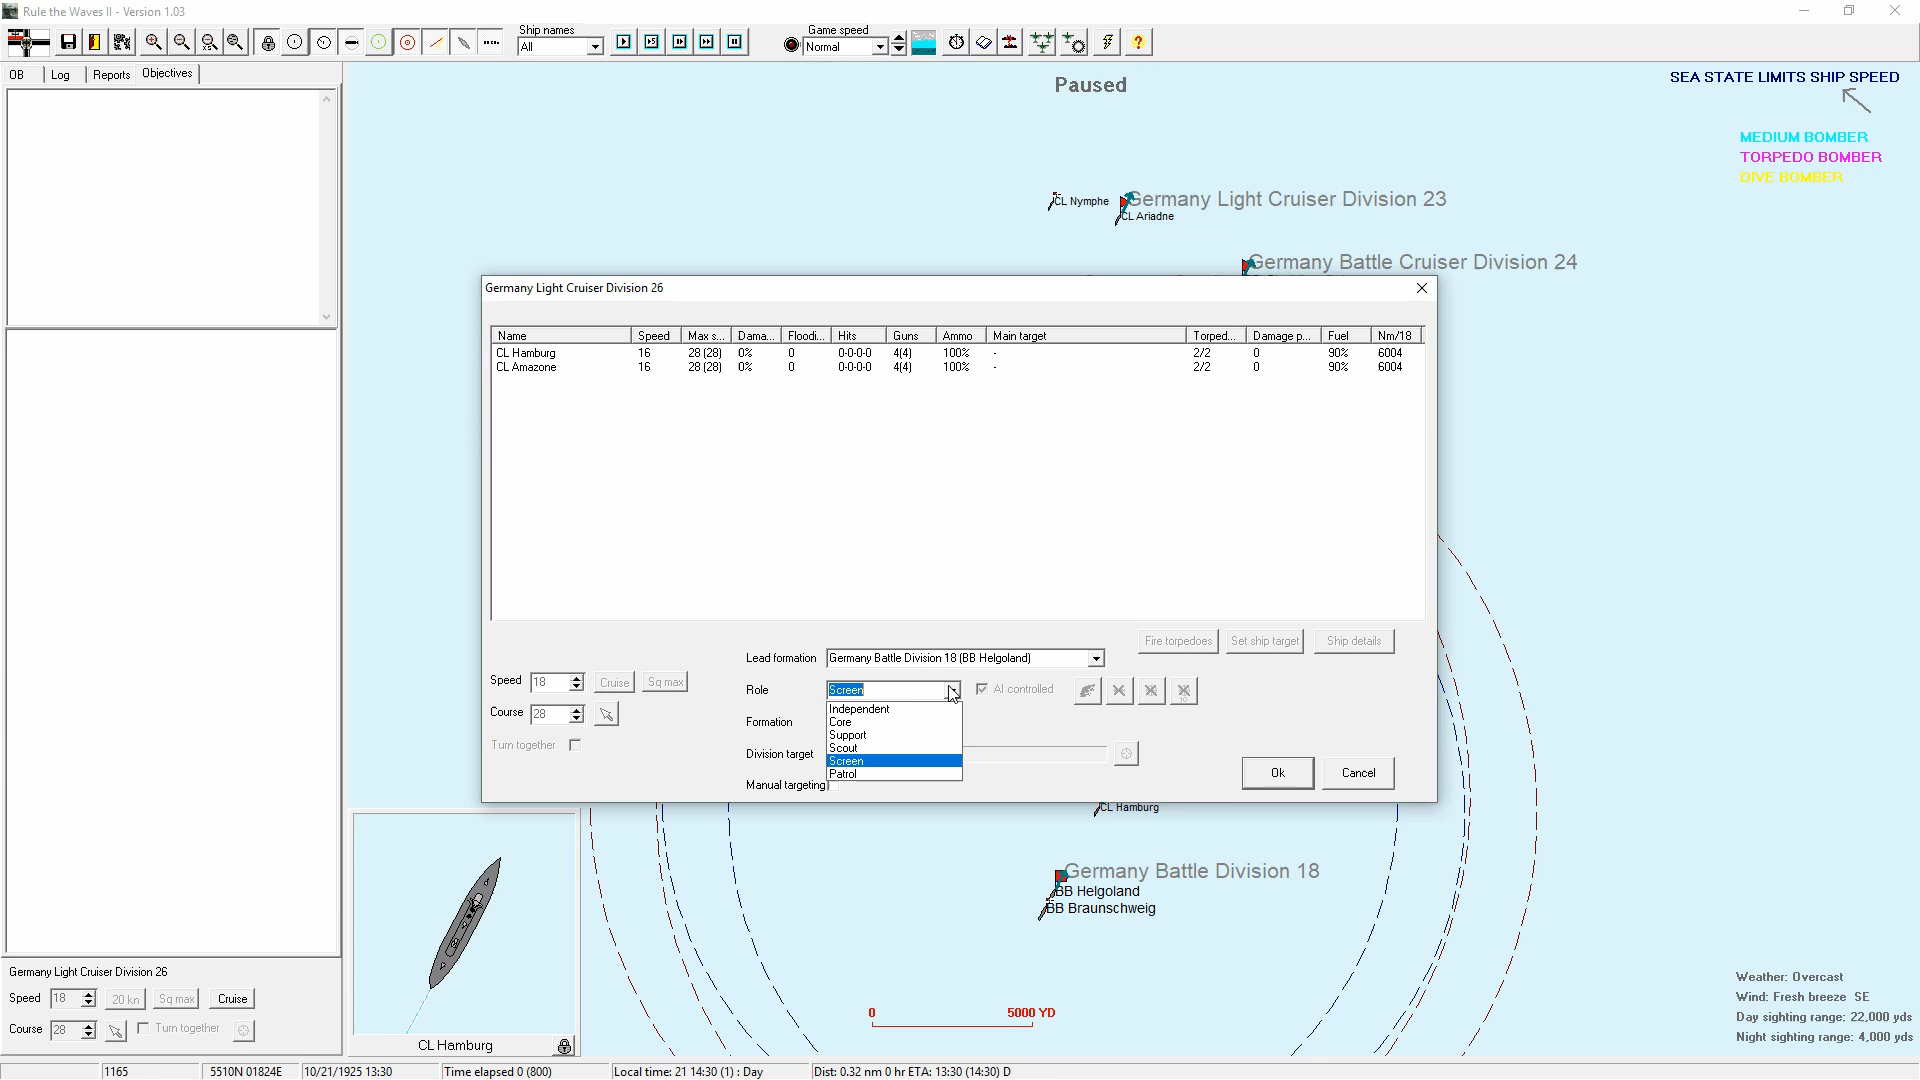 Rule the Waves II - Version 1.03
Ship names
All
Game speed
Normal
OB
Log
Reports
Objectives
Paused
SEA STATE LIMITS SHIP SPEED
MEDIUM BOMBER
TORPEDO BOMBER
DIVE BOMBER
CL Nymphe
Germany Light Cruiser Division 23
CL Ariadne
Germany Battle Cruiser Division 24
Germany Light Cruiser Division 26
Name Speed Max s... Dama... Floodi... Hits Guns Ammo Main target Torped... Damage p... Fuel Nm/18
CL Hamburg 16 28 (28) 0% 0 0-0-0-0 4(4) 100% - 2/2 0 90% 6004
CL Amazone 16 28 (28) 0% 0 0-0-0-0 4(4) 100% - 2/2 0 90% 6004
Fire torpedoes Set ship target Ship details
Lead formation Germany Battle Division 18 (BB Helgoland)
Speed 18 Cruise Sq max
Role Screen AI controlled
Independent
Core
Support
Scout
Screen
Patrol
Course 28
Formation
Turn together
Division target
Manual targeting
Ok Cancel
CL Hamburg
Germany Battle Division 18
BB Helgoland
BB Braunschweig
0 5000 YD
Germany Light Cruiser Division 26
Speed 18 20 kn Sq max Cruise
Course 28 Turn together
CL Hamburg
Weather: Overcast
Wind: Fresh breeze SE
Day sighting range: 22,000 yds
Night sighting range: 4,000 yds
1165 5510N 01824E 10/21/1925 13:30 Time elapsed 0 (800) Local time: 21 14:30 (1) : Day Dist: 0.32 nm 0 hr ETA: 13:30 (14:30) D